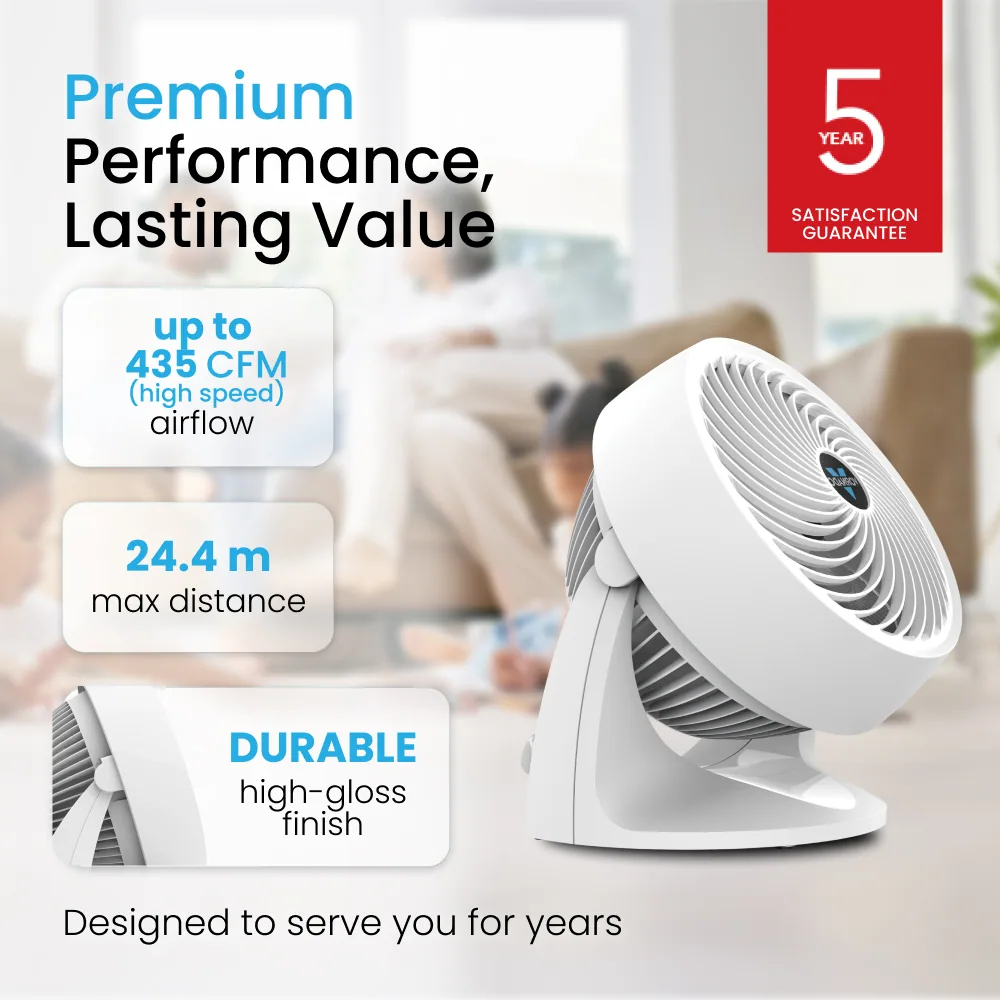 Premium
Performance,
Lasting Value
5
YEAR
SATISFACTION
GUARANTEE
up to
435 CFM
(high speed)
airflow
24.4 m
max distance
DURABLE
high-gloss
finish
Designed to serve you for years